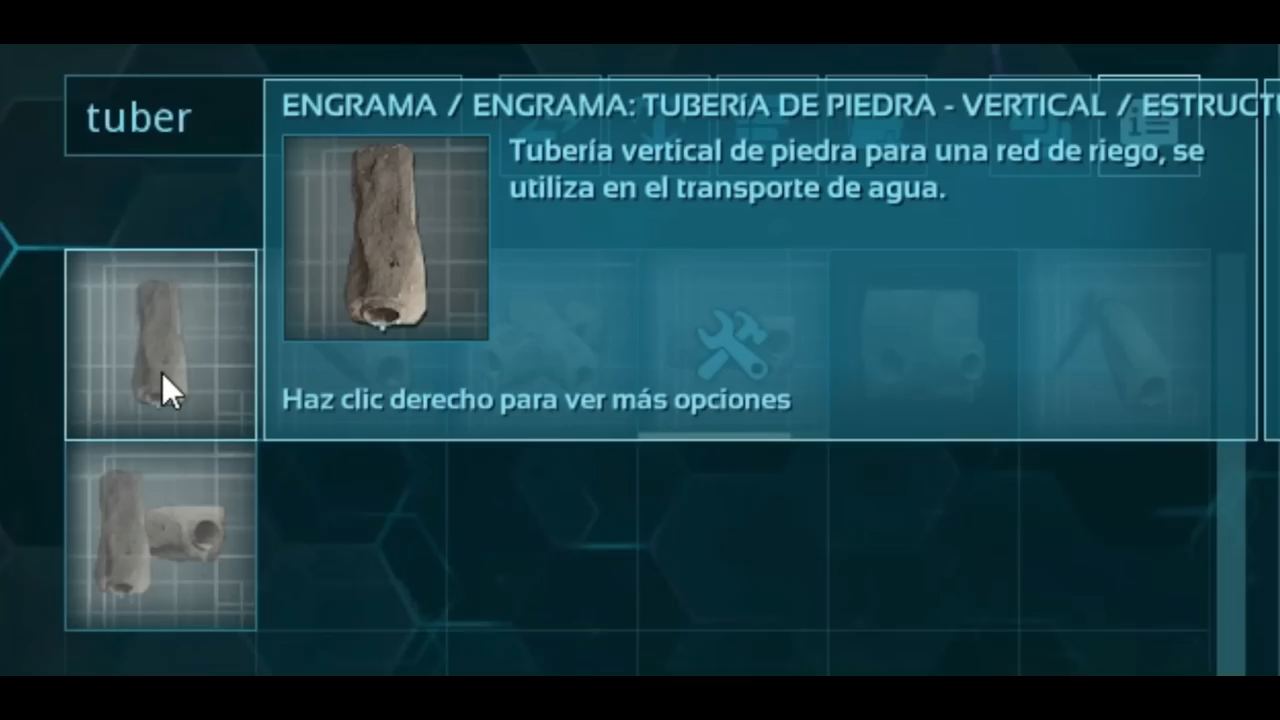 tuber
ENGRAMA / ENGRAMA: TUBERÍA DE PIEDRA - VERTICAL /
Tubería vertical de piedra para una red de riego, se
utiliza en el transporte de agua.
Haz clic derecho para ver más opciones